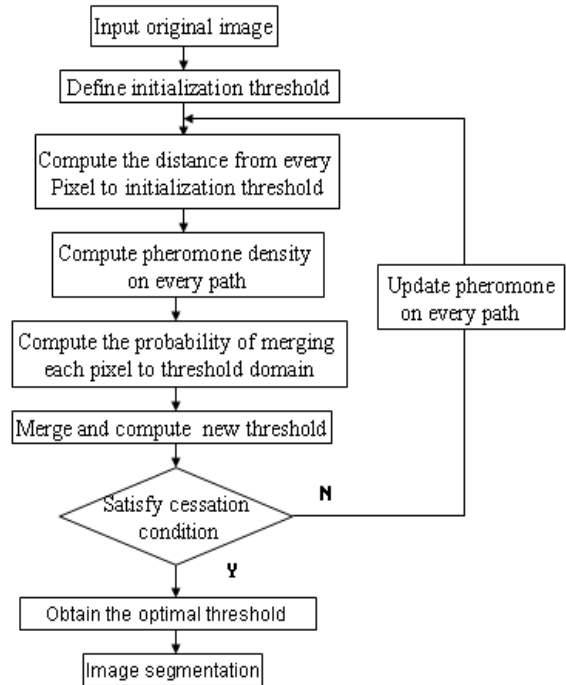 Input original image
Define initialization threshold
Compute the distance from every
Pixel to initialization threshold
Compute pheromone density
on every path
Update pheromone
on every path
Compute the probability of merging
each pixel to threshold domain
Merge and compute new threshold
Satisfy cessation
condition
N
Y
Obtain the optimal threshold
Image segmentation